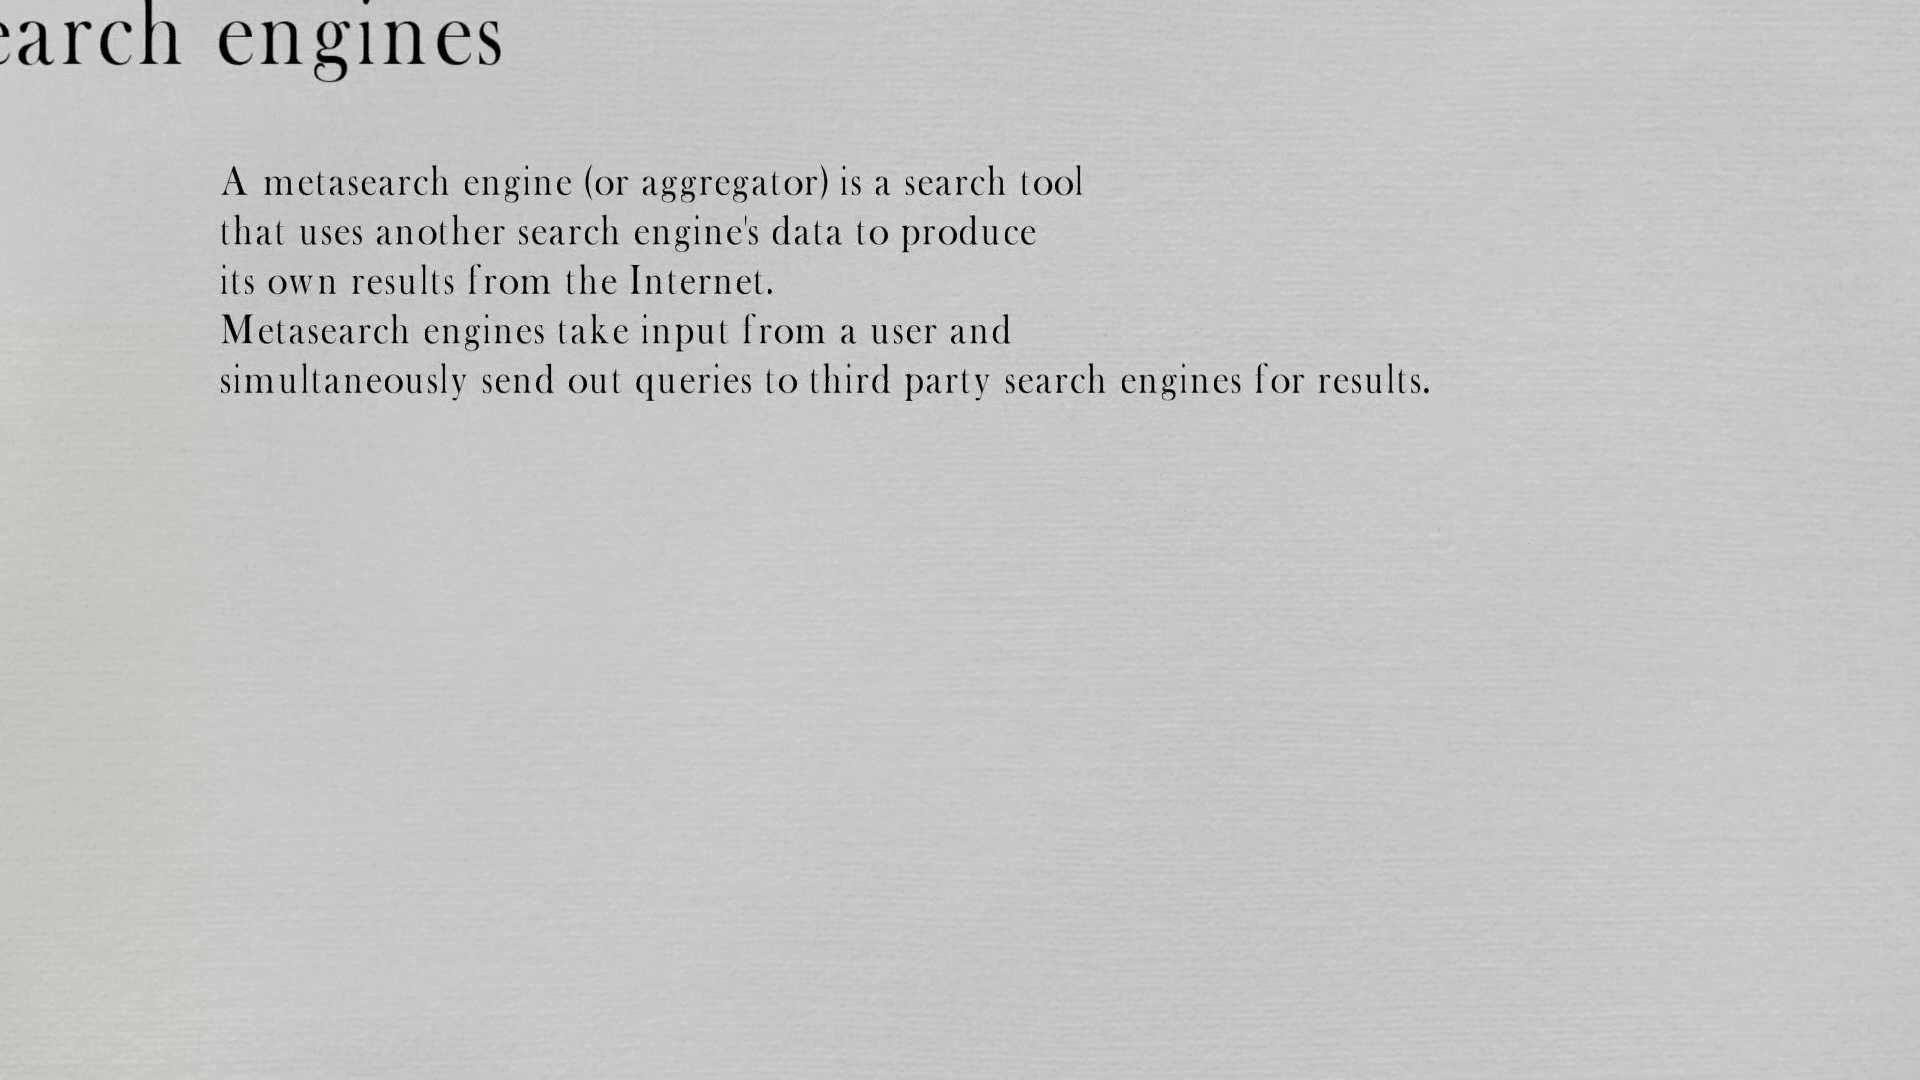 earch engines
A metasearch engine (or aggregator) is a search tool
that uses another search engine's data to produce
its own results from the Internet.
Metasearch engines take input from a user and
simultaneously send out queries to third party search engines for results.